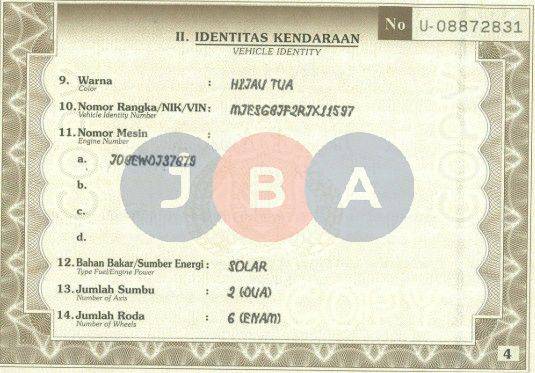 No U-08872831
II. IDENTITAS KENDARAAN
VEHICLE IDENTITY
9. Warna : HIJAU TUA
Color
10. Nomor Rangka/NIK/VIN: MJESG8JF2RJX11597
Vehicle Identity Number
11. Nomor Mesin :
Engine Number
a. J08EWDJ37879
b.
c.
d.
JBA
12. Bahan Bakar/Sumber Energi : SOLAR
Type Fuel/Engine Power
13. Jumlah Sumbu : 2 (DUA)
Number of Axis
14. Jumlah Roda : 6 (ENAM)
Number of Wheels
4